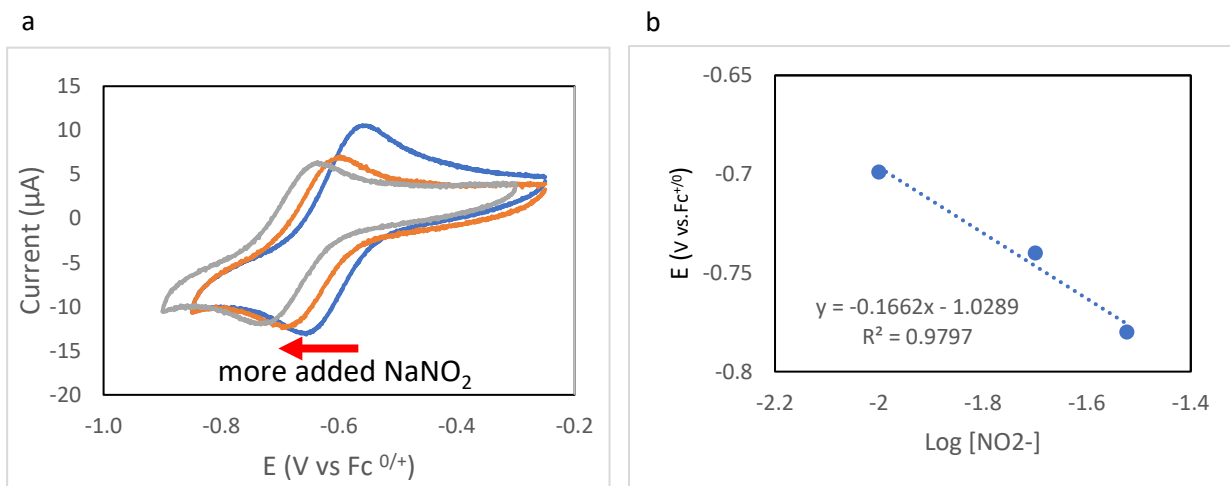 a
15
10
5
0
-5
-10
-15
-20
Current (µA)
more added NaNO₂
-1.0
-0.8
-0.6
-0.4
-0.2
E (V vs Fc ⁰/⁺)
b
-0.65
-0.7
-0.75
-0.8
E (V vs.Fc⁺/⁰)
y = -0.1662x - 1.0289
R² = 0.9797
-2.2
-2
-1.8
-1.6
-1.4
Log [NO2-]